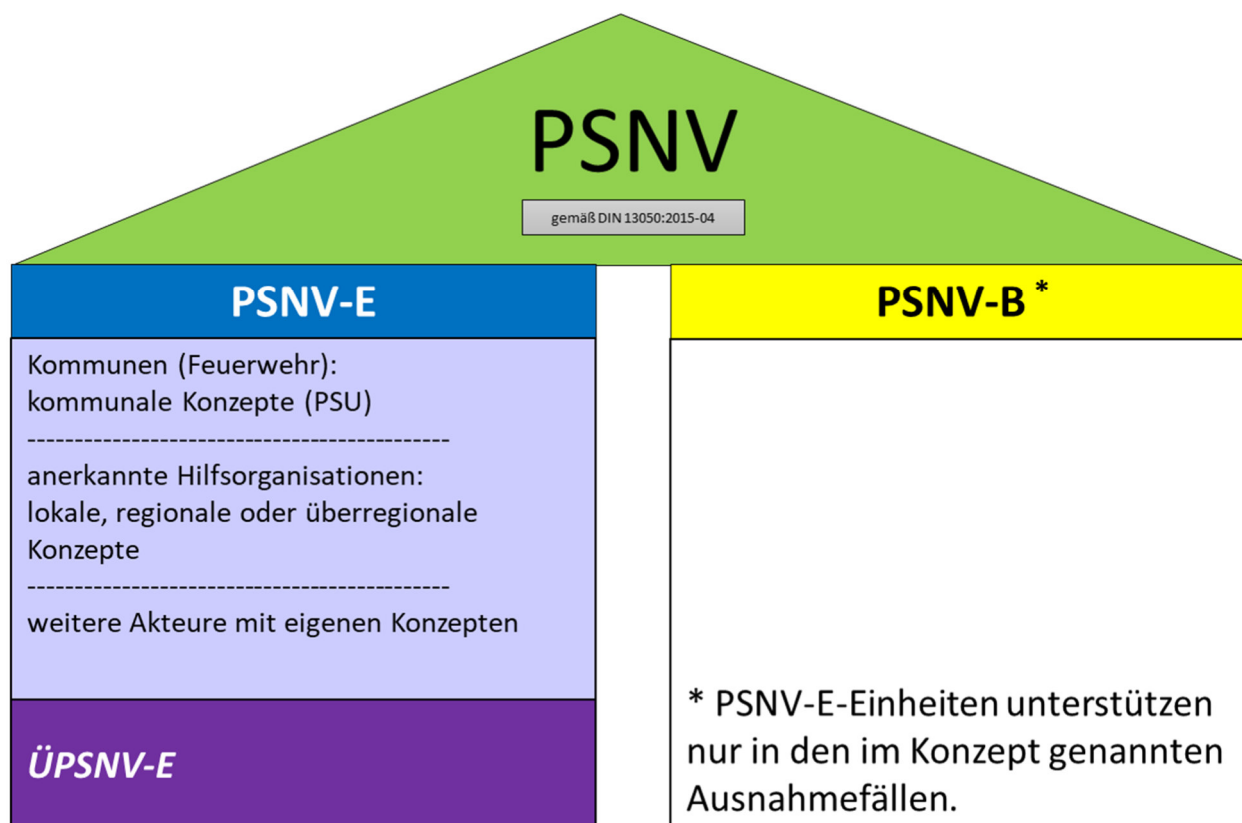 PSNV
gemäß DIN 13050:2015-04
PSNV-E
Kommunen (Feuerwehr):
kommunale Konzepte (PSU)
--------------------------------------------
anerkannte Hilfsorganisationen:
lokale, regionale oder überregionale
Konzepte
--------------------------------------------
weitere Akteure mit eigenen Konzepten
ÜPSNV-E
PSNV-B *
* PSNV-E-Einheiten unterstützen
nur in den im Konzept genannten
Ausnahmefällen.